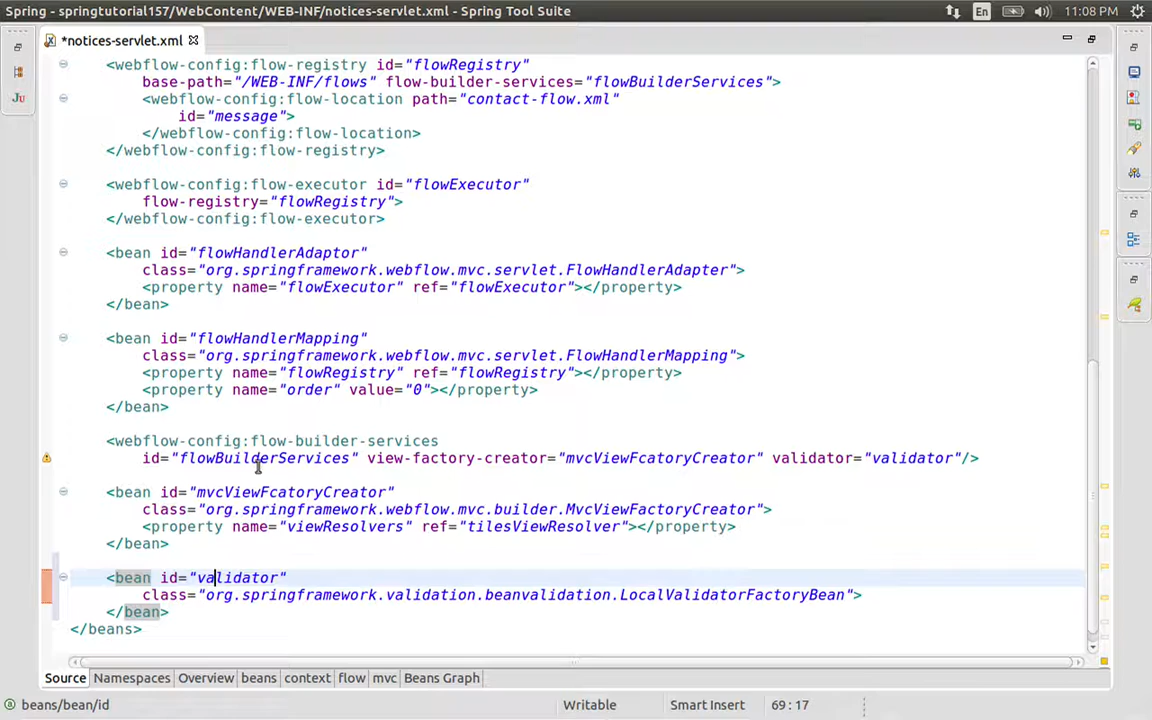 Spring - springtutorial157/WebContent/WEB-INF/notices-servlet.xml - Spring Tool Suite
En
11:08 PM
*notices-servlet.xml
<webflow-config:flow-registry id="flowRegistry"
base-path="/WEB-INF/flows" flow-builder-services="flowBuilderServices">
<webflow-config:flow-location path="contact-flow.xml"
id="message">
</webflow-config:flow-location>
</webflow-config:flow-registry>
<webflow-config:flow-executor id="flowExecutor"
flow-registry="flowRegistry">
</webflow-config:flow-executor>
<bean id="flowHandlerAdaptor"
class="org.springframework.webflow.mvc.servlet.FlowHandlerAdapter">
<property name="flowExecutor" ref="flowExecutor"></property>
</bean>
<bean id="flowHandlerMapping"
class="org.springframework.webflow.mvc.servlet.FlowHandlerMapping">
<property name="flowRegistry" ref="flowRegistry"></property>
<property name="order" value="0"></property>
</bean>
<webflow-config:flow-builder-services
id="flowBuilderServices" view-factory-creator="mvcViewFcatoryCreator" validator="validator"/>
<bean id="mvcViewFcatoryCreator"
class="org.springframework.webflow.mvc.builder.MvcViewFactoryCreator">
<property name="viewResolvers" ref="tilesViewResolver"></property>
</bean>
<bean id="validator"
class="org.springframework.validation.beanvalidation.LocalValidatorFactoryBean">
</bean>
</beans>
Source Namespaces Overview beans context flow mvc Beans Graph
beans/bean/id
Writable
Smart Insert
69 : 17